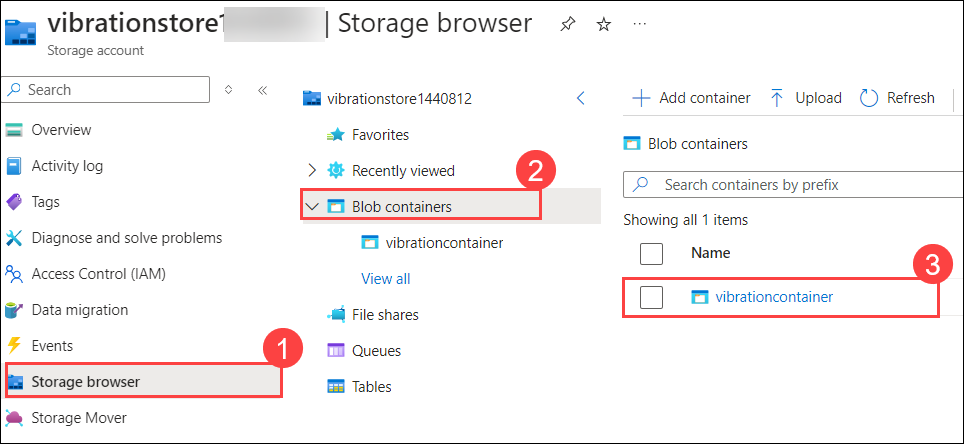 vibrationstore1 | Storage browser
Storage account
Search
Overview
Activity log
Tags
Diagnose and solve problems
Access Control (IAM)
Data migration
Events
1
Storage browser
Storage Mover
vibrationstore1440812
Favorites
Recently viewed
2
Blob containers
vibrationcontainer
View all
File shares
Queues
Tables
Add container Upload Refresh
Blob containers
Search containers by prefix
Showing all 1 items
Name
3
vibrationcontainer